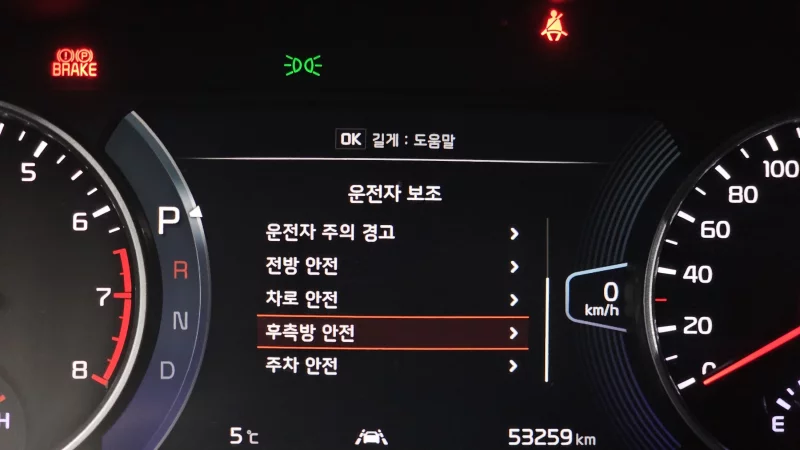 BRAKE
OK 길게 : 도움말
운전자 보조
운전자 주의 경고
전방 안전
차로 안전
후측방 안전
주차 안전
P
R
N
D
5
6
7
8
H
0
km/h
100
80
60
40
20
0
E
5 ℃
53259 km